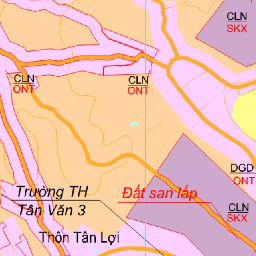 CLN
SKX
CLN
ONT
CLN
ONT
DGD
ONT
Trường TH
Tân Văn 3
Đất san lấp
CLN
SKX
Thôn Tân Lợi